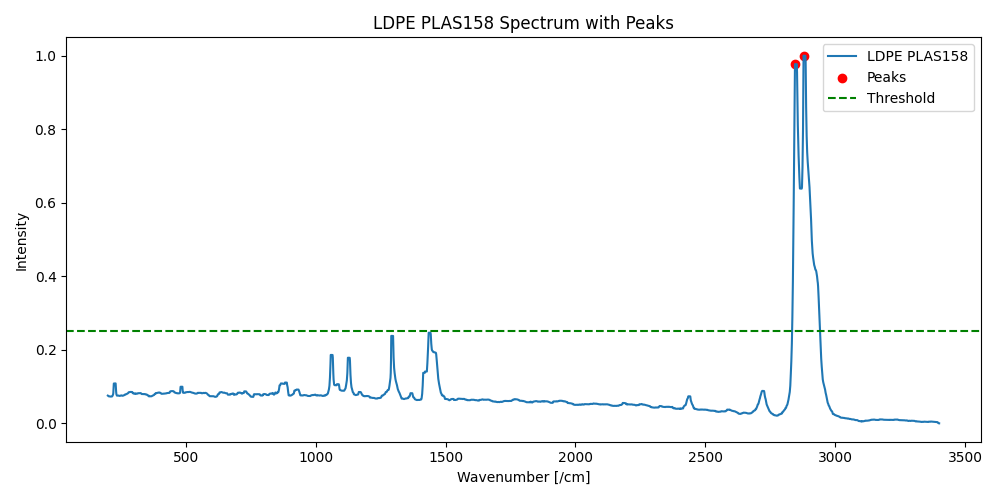 LDPE PLAS158 Spectrum with Peaks
LDPE PLAS158
Peaks
Threshold
Intensity
1.0
0.8
0.6
0.4
0.2
0.0
500
1000
1500
2000
2500
3000
3500
Wavenumber [/cm]